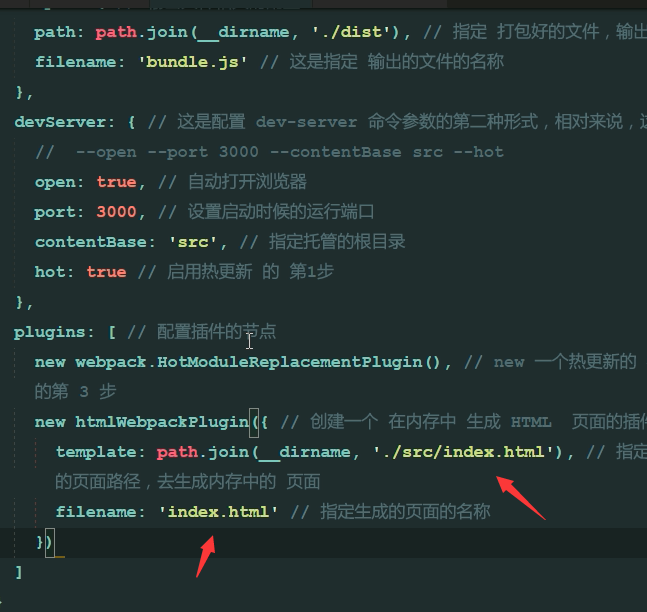 path: path.join(__dirname, './dist'), // 指定 打包好的文件，输出
filename: 'bundle.js' // 这是指定 输出的文件的名称
},
devServer: { // 这是配置 dev-server 命令参数的第二种形式，相对来说，这
//  --open --port 3000 --contentBase src --hot
open: true, // 自动打开浏览器
port: 3000, // 设置启动时候的运行端口
contentBase: 'src', // 指定托管的根目录
hot: true // 启用热更新 的 第1步
},
plugins: [ // 配置插件的节点
new webpack.HotModuleReplacementPlugin(), // new 一个热更新的
的第 3 步
new htmlWebpackPlugin({ // 创建一个 在内存中 生成 HTML  页面的插件
template: path.join(__dirname, './src/index.html'), // 指定
的页面路径，去生成内存中的 页面
filename: 'index.html' // 指定生成的页面的名称
})
]